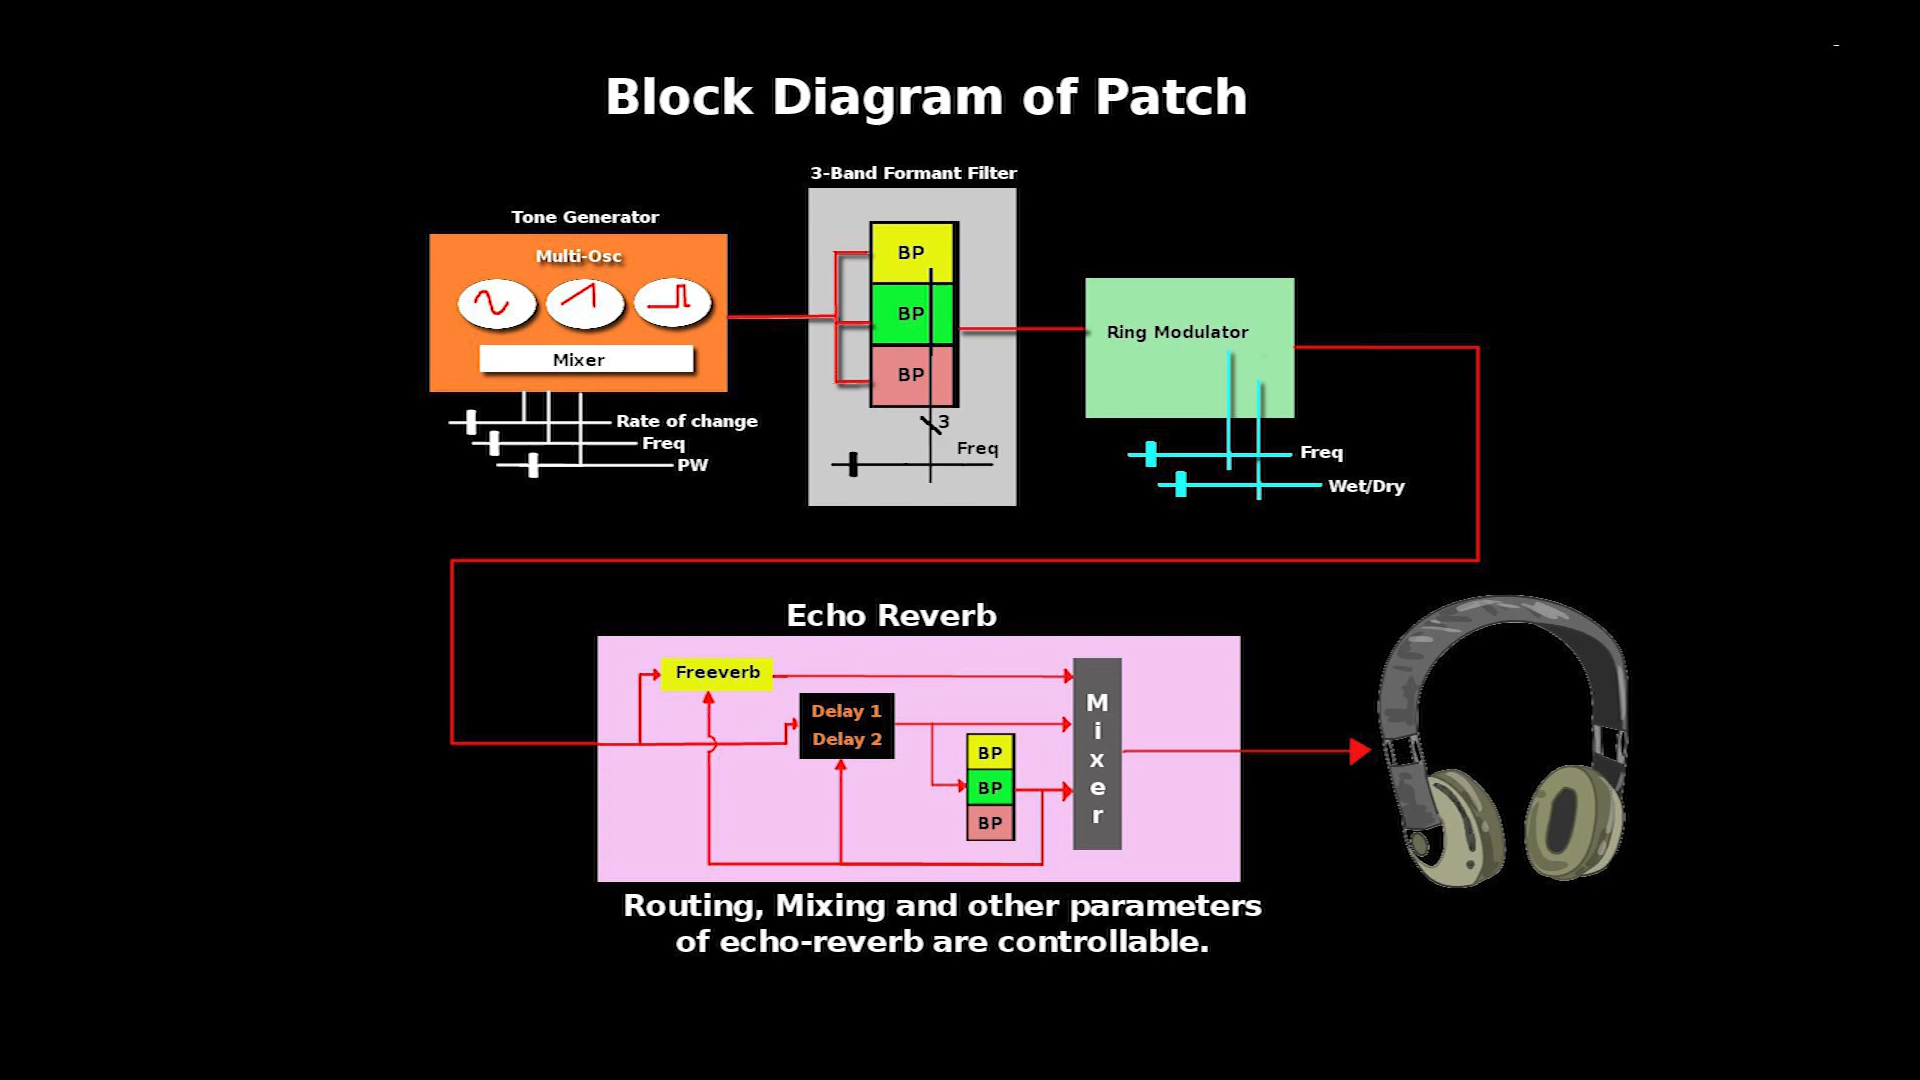 Block Diagram of Patch
3-Band Formant Filter
Tone Generator
Multi-Osc
Mixer
Rate of change
Freq
PW
BP
BP
BP
3
Freq
Ring Modulator
Freq
Wet/Dry
Echo Reverb
Freeverb
Delay 1
Delay 2
BP
BP
BP
Mixer
Routing, Mixing and other parameters
of echo-reverb are controllable.